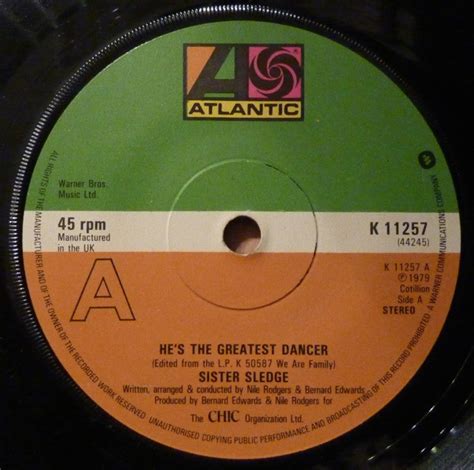 ATLANTIC
Warner Bros.
Music Ltd.
45 rpm
Manufactured
in the UK
A
K 11257
(44245)
K 11257 A
℗ 1979
Cotillion
Side A
STEREO
HE'S THE GREATEST DANCER
(Edited from the L.P. K 50587 We Are Family)
SISTER SLEDGE
Written, arranged & conducted by Nile Rodgers & Bernard Edwards
Produced by Bernard Edwards & Nile Rodgers for
The CHIC Organization Ltd.
ALL RIGHTS OF THE MANUFACTURER AND OF THE OWNER OF THE RECORDED WORK RESERVED UNAUTHORISED COPYING PUBLIC PERFORMANCE AND BROADCASTING OF THIS RECORD PROHIBITED
A WARNER COMMUNICATIONS COMPANY